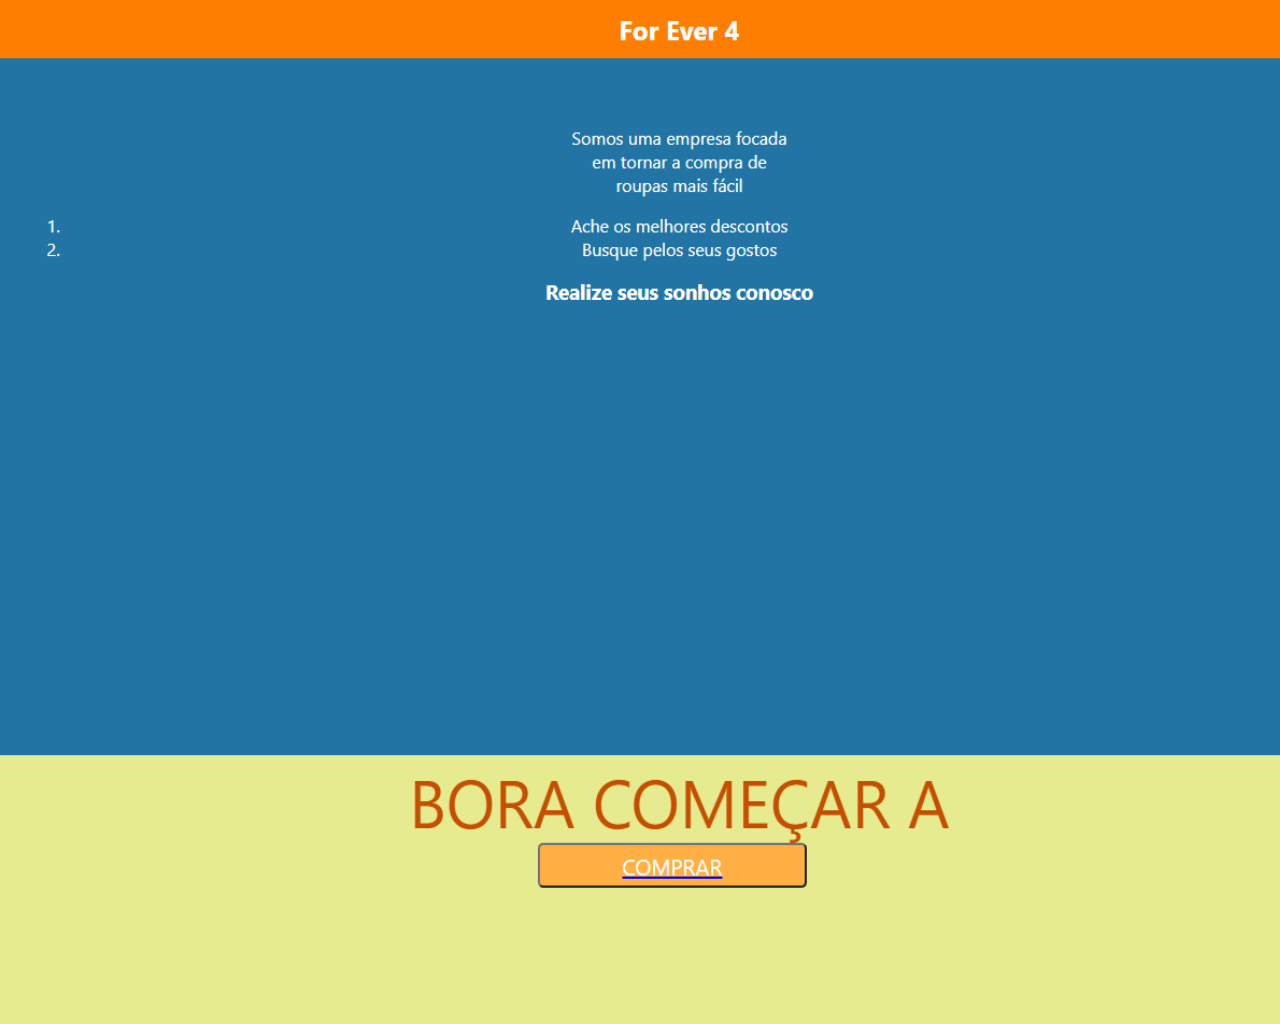 For Ever 4
Somos uma empresa focada
em tornar a compra de
roupas mais fácil
1. Ache os melhores descontos
2. Busque pelos seus gostos
Realize seus sonhos conosco
BORA COMEÇAR A
COMPRAR